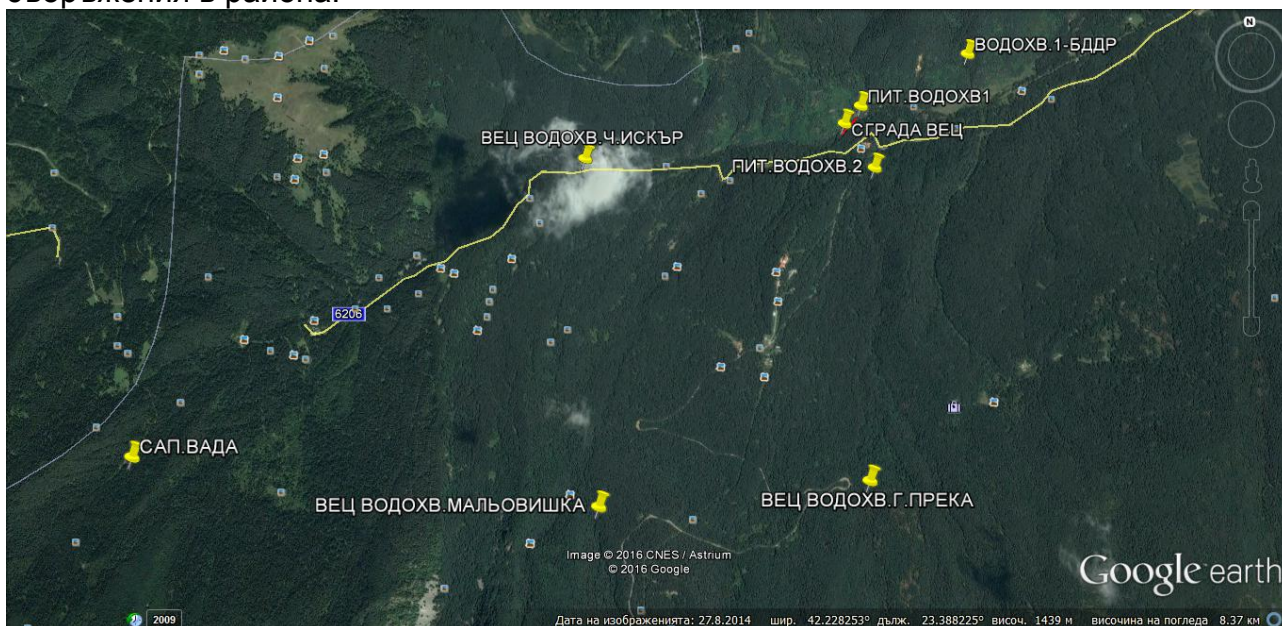 съоръжения в района.
N
ВОДОХВ.1-БДДР
ПИТ.ВОДОХВ1
СГРАДА ВЕЦ
ВЕЦ ВОДОХВ.Ч.ИСКЪР
ПИТ.ВОДОХВ.2
6206
САП.ВАДА
ВЕЦ ВОДОХВ.МАЛЬОВИШКА
ВЕЦ ВОДОХВ.Г.ПРЕКА
Image © 2016 CNES / Astrium
© 2016 Google
Google earth
2009
Дата на изображенията: 27.8.2014 шир. 42.228253° дълж. 23.388225° височ. 1439 м височина на погледа 8.37 км